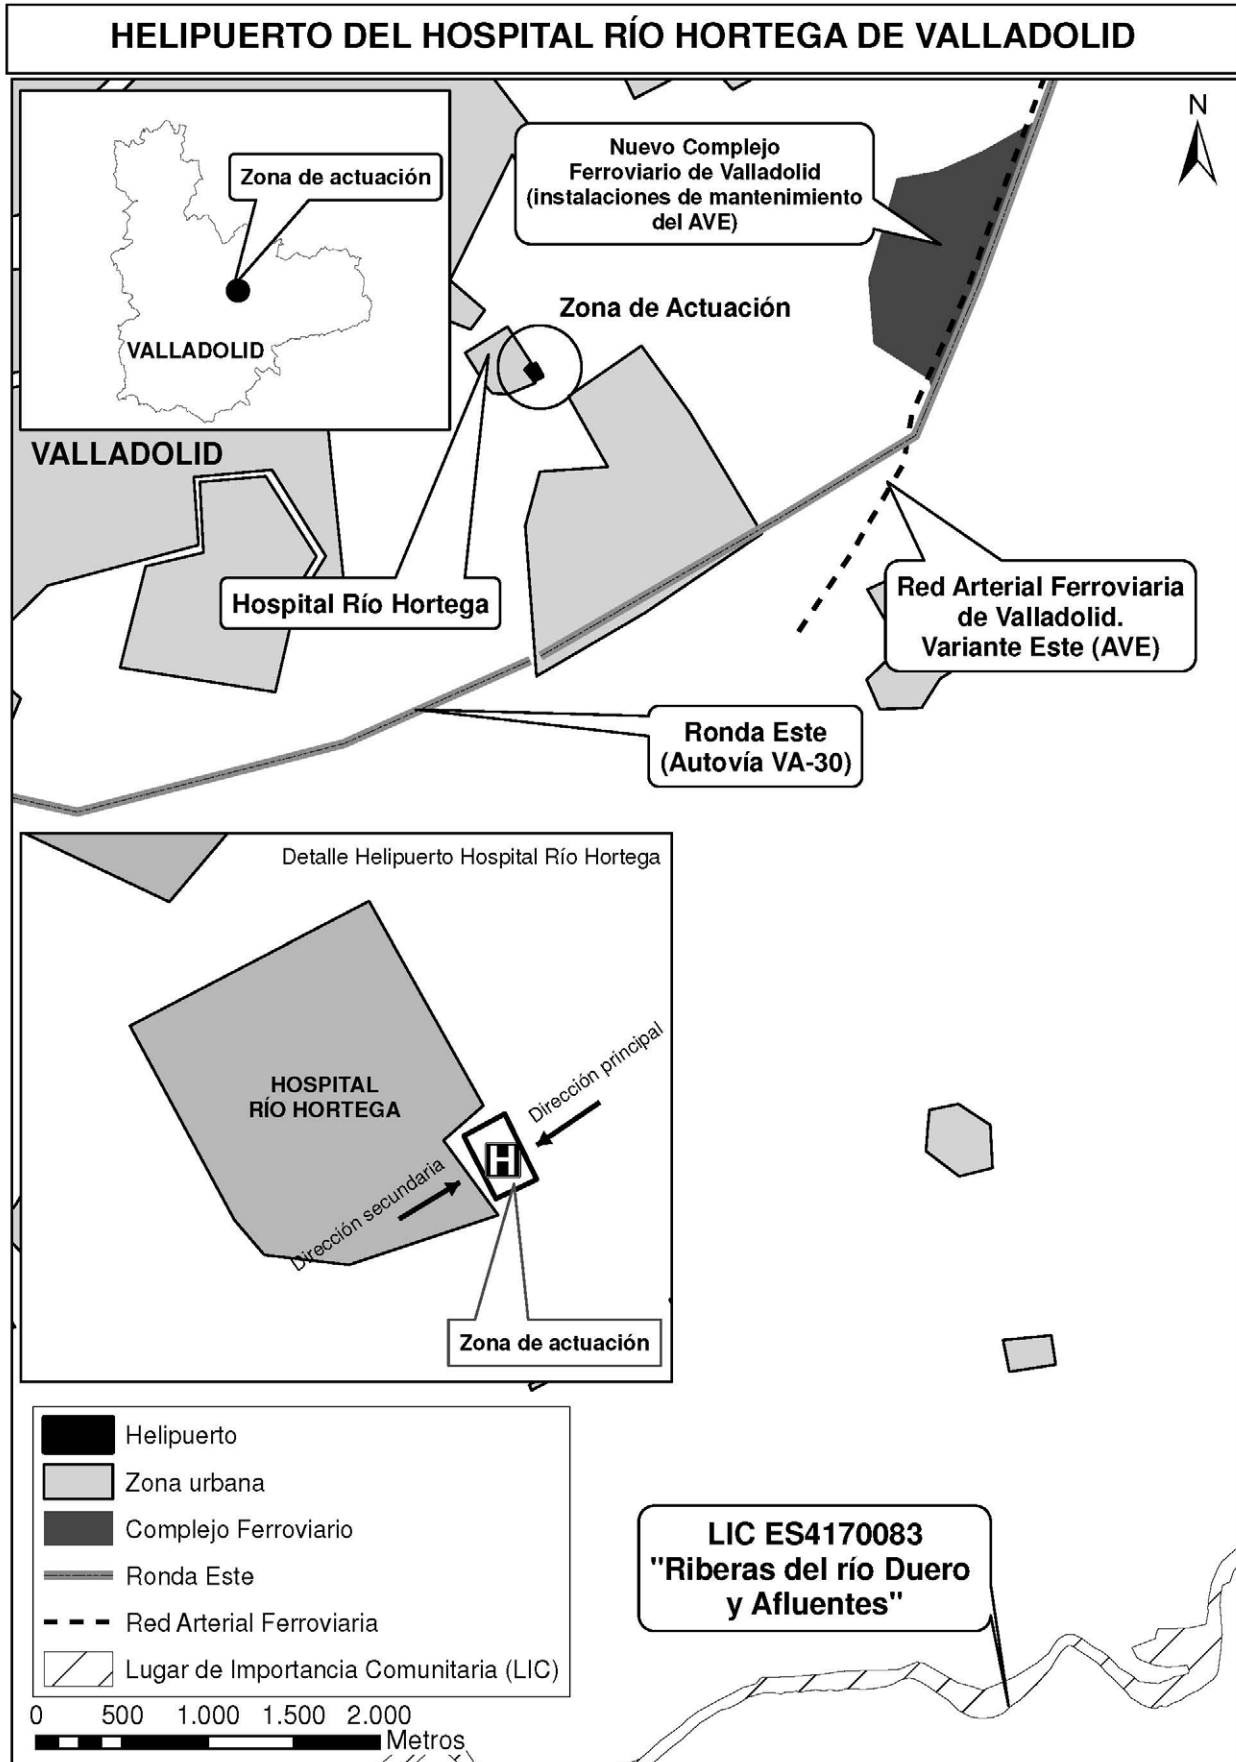 HELIPUERTO DEL HOSPITAL RÍO HORTEGA DE VALLADOLID
N
Zona de actuación
VALLADOLID
Nuevo Complejo
Ferroviario de Valladolid
(instalaciones de mantenimiento
del AVE)
Zona de Actuación
VALLADOLID
Hospital Río Hortega
Red Arterial Ferroviaria
de Valladolid.
Variante Este (AVE)
Ronda Este
(Autovía VA-30)
Detalle Helipuerto Hospital Río Hortega
HOSPITAL
RÍO HORTEGA
Dirección principal
H
Dirección secundaria
Zona de actuación
Helipuerto
Zona urbana
Complejo Ferroviario
Ronda Este
Red Arterial Ferroviaria
Lugar de Importancia Comunitaria (LIC)
LIC ES4170083
"Riberas del río Duero
y Afluentes"
0 500 1.000 1.500 2.000
Metros